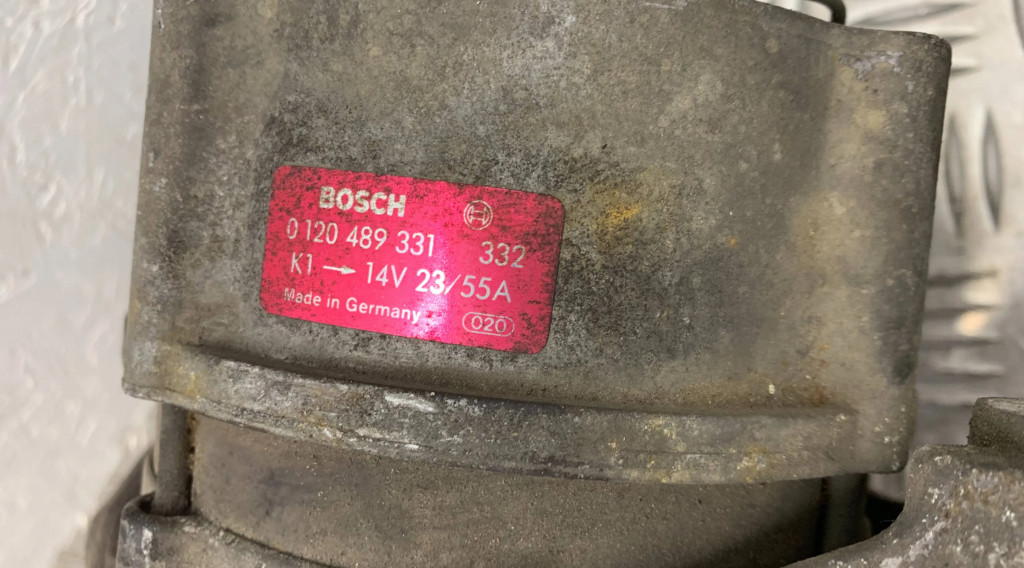 BOSCH
0 120 489 331 332
K1 → 14V 23/55A
Made in Germany 020